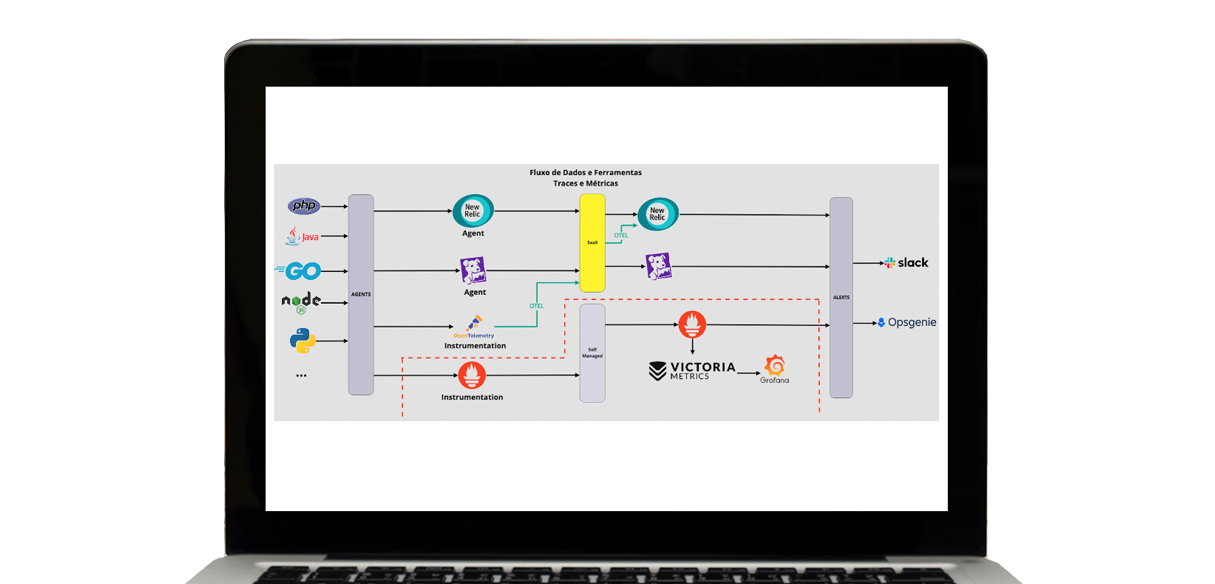 Fluxo de Dados e Ferramentas
Traces e Métricas
php
Java
GO
node
JS
...
AGENTS
New
Relic
Agent
Agent
OpenTelemetry
Instrumentation
Instrumentation
OTEL
SaaS
Self
Managed
OTEL
New
Relic
VICTORIA
METRICS
Grafana
ALERTS
slack
Opsgenie